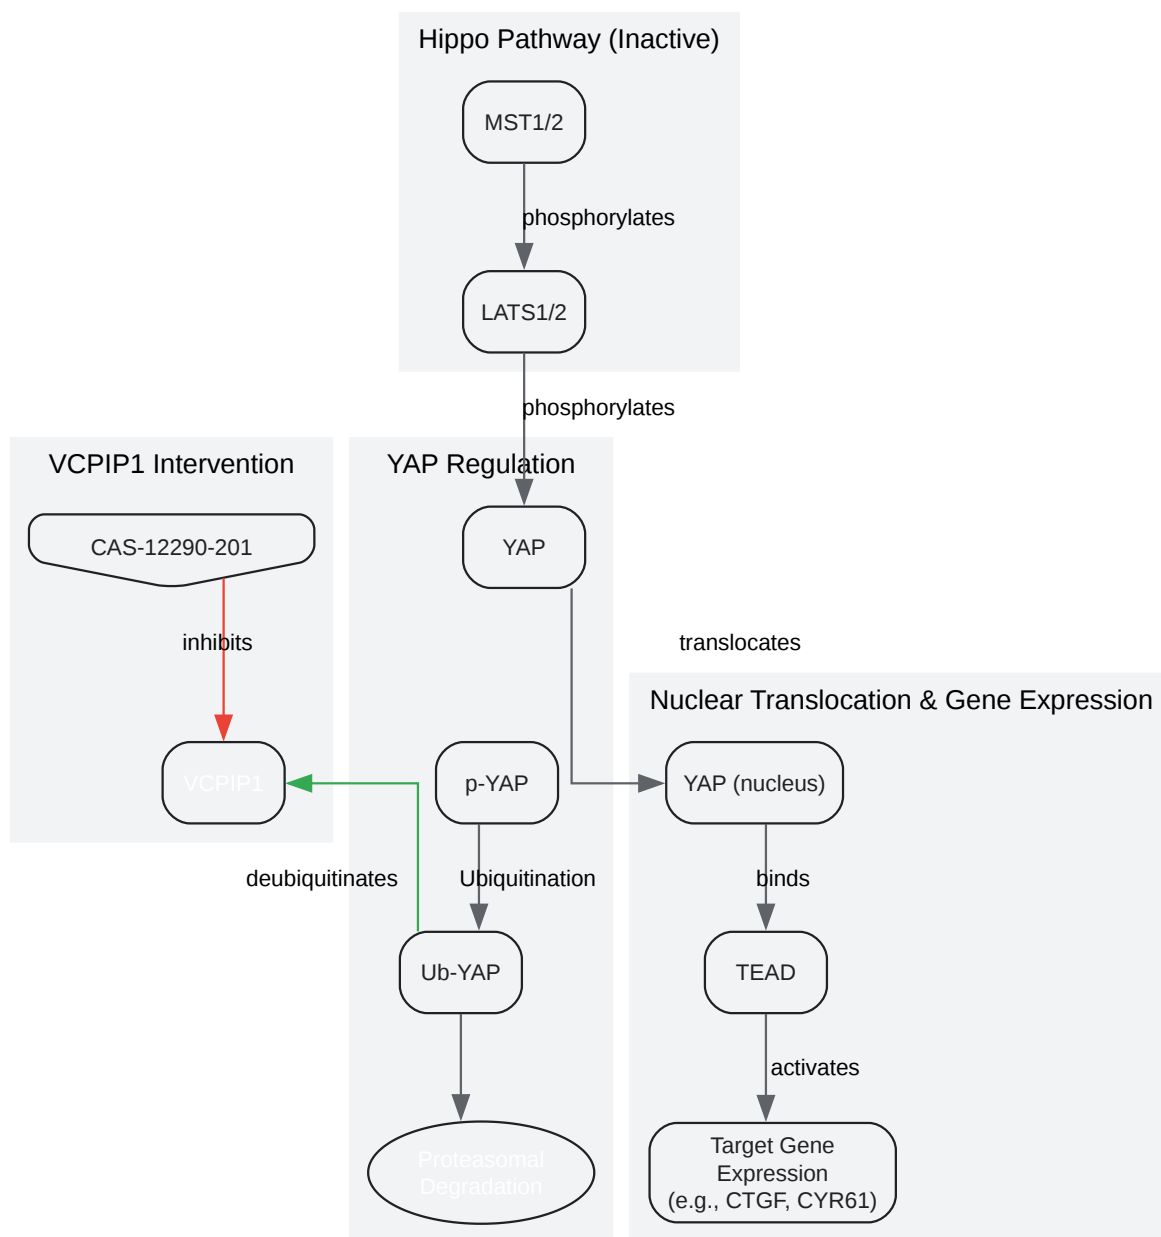 Hippo Pathway (Inactive)
MST1/2
phosphorylates
LATS1/2
phosphorylates
VCPIP1 Intervention
CAS-12290-201
inhibits
VCPIP1
deubiquitinates
YAP Regulation
YAP
p-YAP
Ubiquitination
Ub-YAP
Proteasomal
Degradation
translocates
Nuclear Translocation & Gene Expression
YAP (nucleus)
binds
TEAD
activates
Target Gene
Expression
(e.g., CTGF, CYR61)